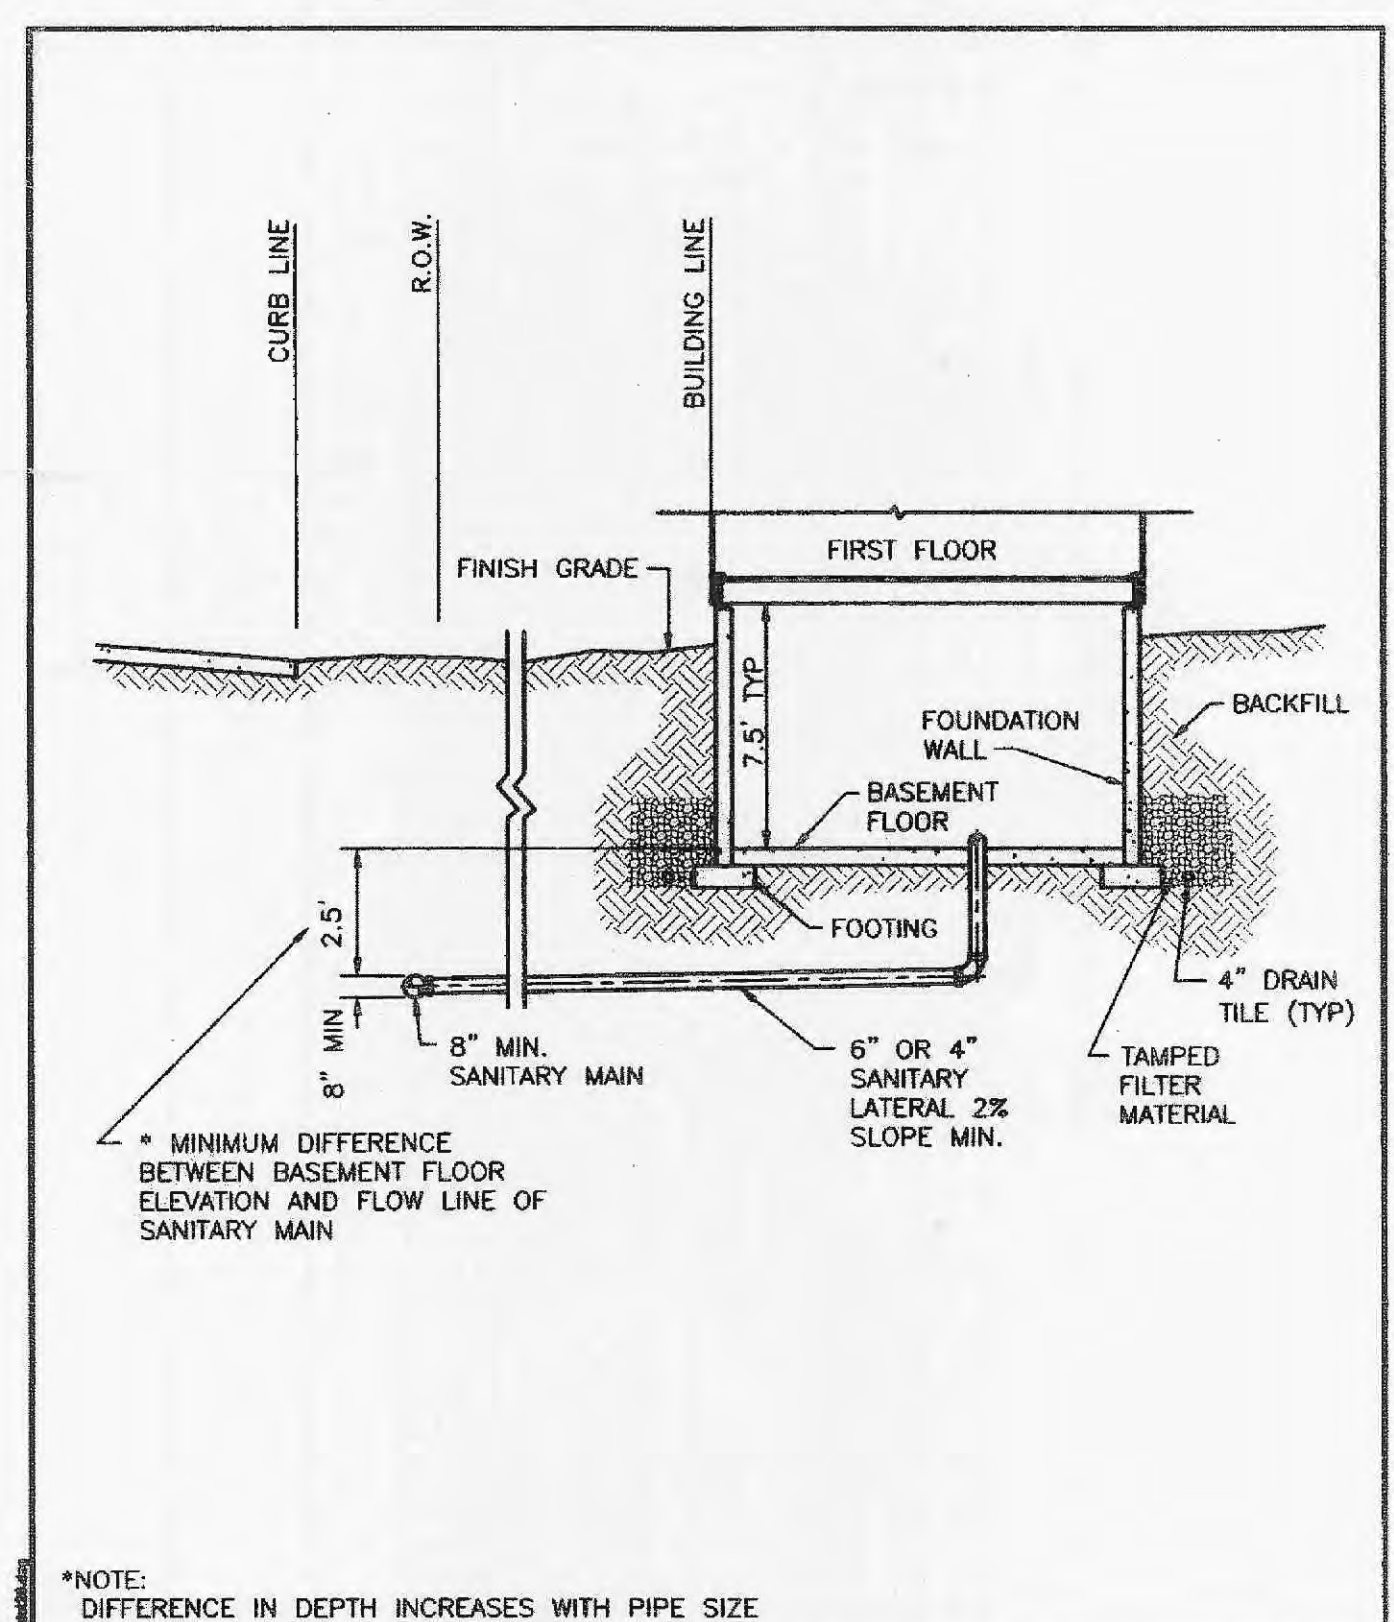 CURB LINE
R.O.W.
BUILDING LINE
FIRST FLOOR
FINISH GRADE
7.5' TYP
FOUNDATION
WALL
BACKFILL
BASEMENT
FLOOR
2.5'
FOOTING
8" MIN
8" MIN.
SANITARY MAIN
6" OR 4"
SANITARY
LATERAL 2%
SLOPE MIN.
4" DRAIN
TILE (TYP)
TAMPED
FILTER
MATERIAL
* MINIMUM DIFFERENCE
BETWEEN BASEMENT FLOOR
ELEVATION AND FLOW LINE OF
SANITARY MAIN
*NOTE:
DIFFERENCE IN DEPTH INCREASES WITH PIPE SIZE